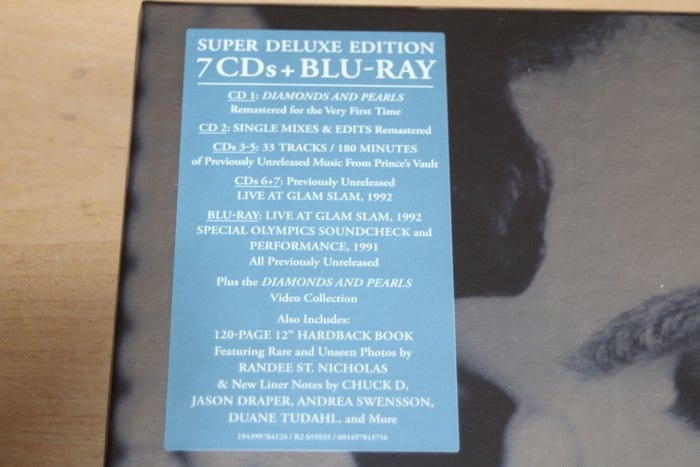 SUPER DELUXE EDITION
7 CDs + BLU-RAY
CD 1: DIAMONDS AND PEARLS
Remastered for the Very First Time
CD 2: SINGLE MIXES & EDITS Remastered
CDs 3-5: 33 TRACKS / 180 MINUTES
of Previously Unreleased Music From Prince's Vault
CDs 6+7: Previously Unreleased
LIVE AT GLAM SLAM, 1992
BLU-RAY: LIVE AT GLAM SLAM, 1992
SPECIAL OLYMPICS SOUNDCHECK and
PERFORMANCE, 1991
All Previously Unreleased
Plus the DIAMONDS AND PEARLS
Video Collection
Also Includes:
120-PAGE 12" HARDBACK BOOK
Featuring Rare and Unseen Photos by
RANDEE ST. NICHOLAS
& New Liner Notes by CHUCK D,
JASON DRAPER, ANDREA SWENSSON,
DUANE TUDAHL, and More
194399784128 / R2 695935 / 603497843756